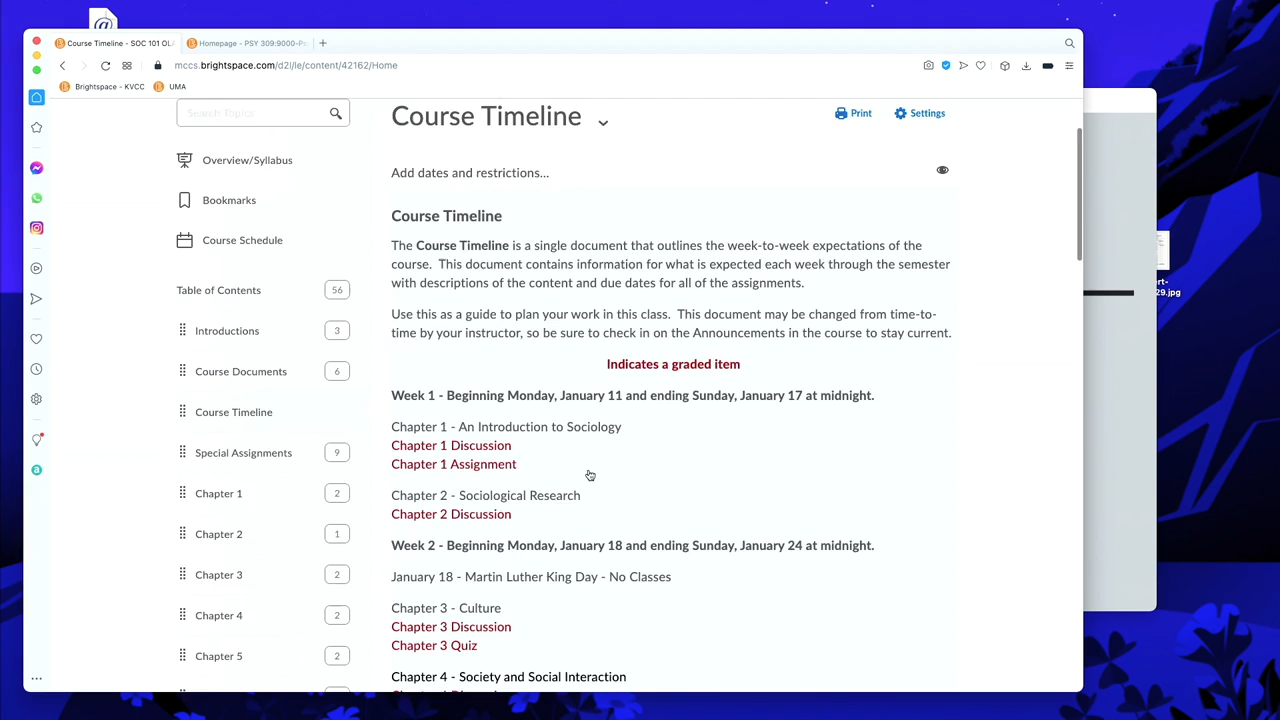 Course Timeline - SOC 101 OL
Homepage - PSY 309:9000-Ps
mccs.brightspace.com/d2l/le/content/42162/Home
Brightspace - KVCC
UMA
Search Topics
Course Timeline
Print
Settings
Overview/Syllabus
Bookmarks
Course Schedule
Table of Contents 56
Introductions 3
Course Documents 6
Course Timeline
Special Assignments 9
Chapter 1 2
Chapter 2 1
Chapter 3 2
Chapter 4 2
Chapter 5 2
Add dates and restrictions...
Course Timeline
The Course Timeline is a single document that outlines the week-to-week expectations of the
course. This document contains information for what is expected each week through the semester
with descriptions of the content and due dates for all of the assignments.
Use this as a guide to plan your work in this class. This document may be changed from time-to-
time by your instructor, so be sure to check in on the Announcements in the course to stay current.
Indicates a graded item
Week 1 - Beginning Monday, January 11 and ending Sunday, January 17 at midnight.
Chapter 1 - An Introduction to Sociology
Chapter 1 Discussion
Chapter 1 Assignment
Chapter 2 - Sociological Research
Chapter 2 Discussion
Week 2 - Beginning Monday, January 18 and ending Sunday, January 24 at midnight.
January 18 - Martin Luther King Day - No Classes
Chapter 3 - Culture
Chapter 3 Discussion
Chapter 3 Quiz
Chapter 4 - Society and Social Interaction
rt-
29.jpg